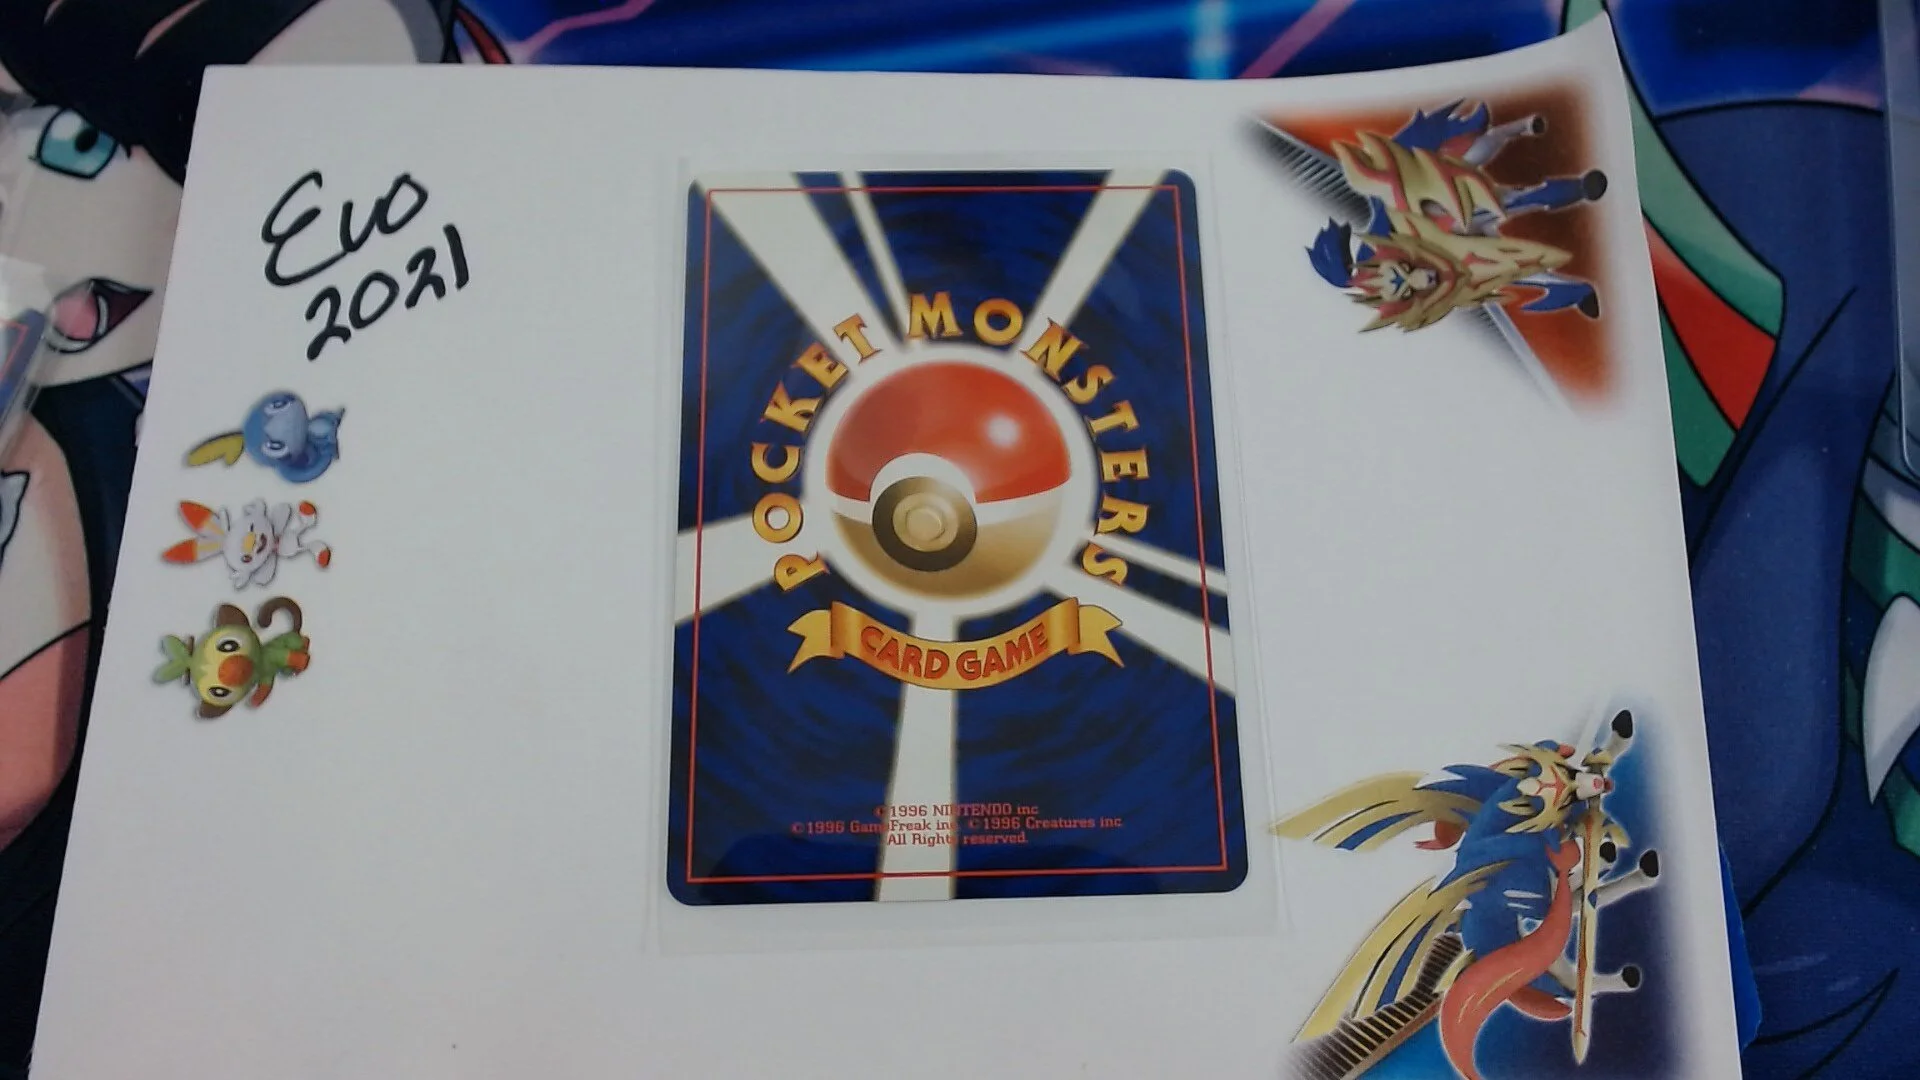 Evo
2021
POCKET MONSTERS
CARD GAME
©1996 NINTENDO inc
©1996 GameFreak inc ©1996 Creatures inc
All Rights reserved.